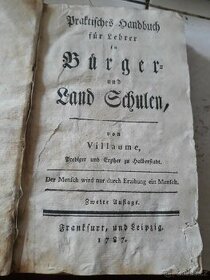 Praktisches Handbuch
für Lehrer
in
Bürger-
und
Land Schulen,
von
Villaume,
Prediger und Ephor zu Halberstadt.
Der Mensch wird nur durch Erziehung ein Mensch.
Zweite Auflage.
Frankfurt, und Leipzig.
1787.